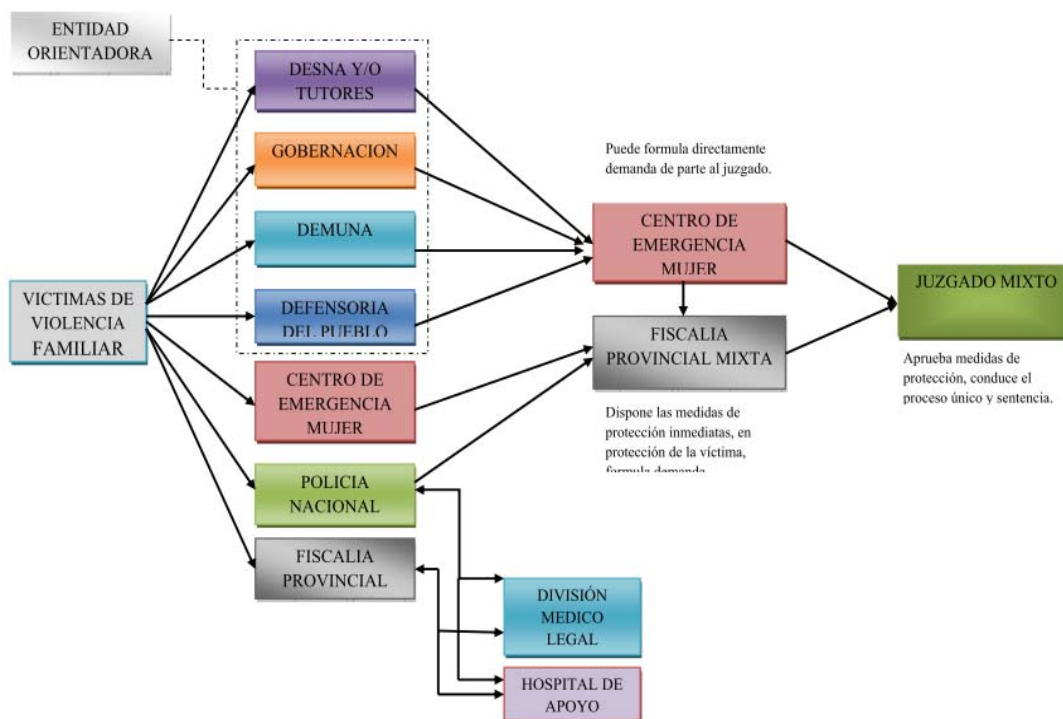 ENTIDAD
ORIENTADORA
DESNA Y/O
TUTORES
GOBERNACION
DEMUNA
DEFENSORIA
DEL PUEBLO
VICTIMAS DE
VIOLENCIA
FAMILIAR
CENTRO DE
EMERGENCIA
MUJER
POLICIA
NACIONAL
FISCALIA
PROVINCIAL
Puede formula directamente
demanda de parte al juzgado.
CENTRO DE
EMERGENCIA
MUJER
FISCALIA
PROVINCIAL MIXTA
Dispone las medidas de
protección inmediatas, en
protección de la víctima,
formula demanda
JUZGADO MIXTO
Aprueba medidas de
protección, conduce el
proceso único y sentencia.
DIVISIÓN
MEDICO
LEGAL
HOSPITAL DE
APOYO